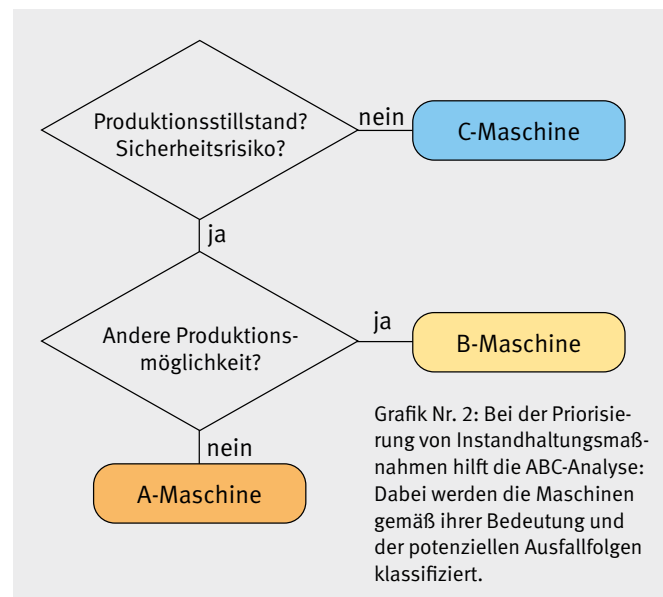 Produktionsstillstand?
Sicherheitsrisiko?
nein
C-Maschine
ja
Andere Produktions-
möglichkeit?
ja
B-Maschine
nein
A-Maschine
Grafik Nr. 2: Bei der Priorisie-
rung von Instandhaltungsmaß-
nahmen hilft die ABC-Analyse:
Dabei werden die Maschinen
gemäß ihrer Bedeutung und
der potenziellen Ausfallfolgen
klassifiziert.